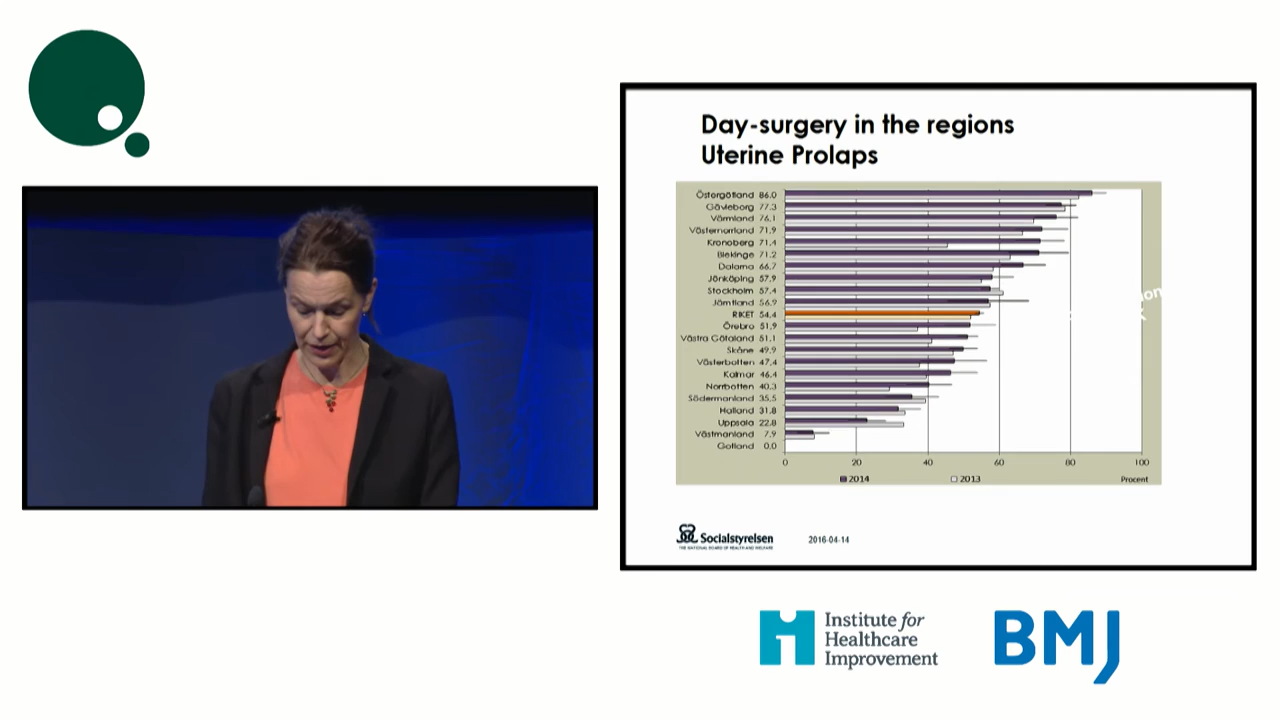 Day-surgery in the regions
Uterine Prolaps
Östergötland 86.0
Gävleborg 77.3
Värmland 76,1
Västernorrland 71,9
Kronoberg 71.4
Blekinge 71.2
Dalarna 66.7
Jönköping 57,9
Stockholm 57.4
Jämtland 56,9
RIKET 54,4
Örebro 51,9
Västra Götaland 51,1
Skåne 49,9
Västerbotten 47,4
Kalmar 46,4
Norrbotten 40,3
Södermanland 35,5
Halland 31,8
Uppsala 22,8
Västmanland 7,9
Gotland 0,0
0 20 40 60 80 100
2014 2013 Procent
Socialstyrelsen
THE NATIONAL BOARD OF HEALTH AND WELFARE
2016-04-14
Institute for
Healthcare
Improvement
BMJ